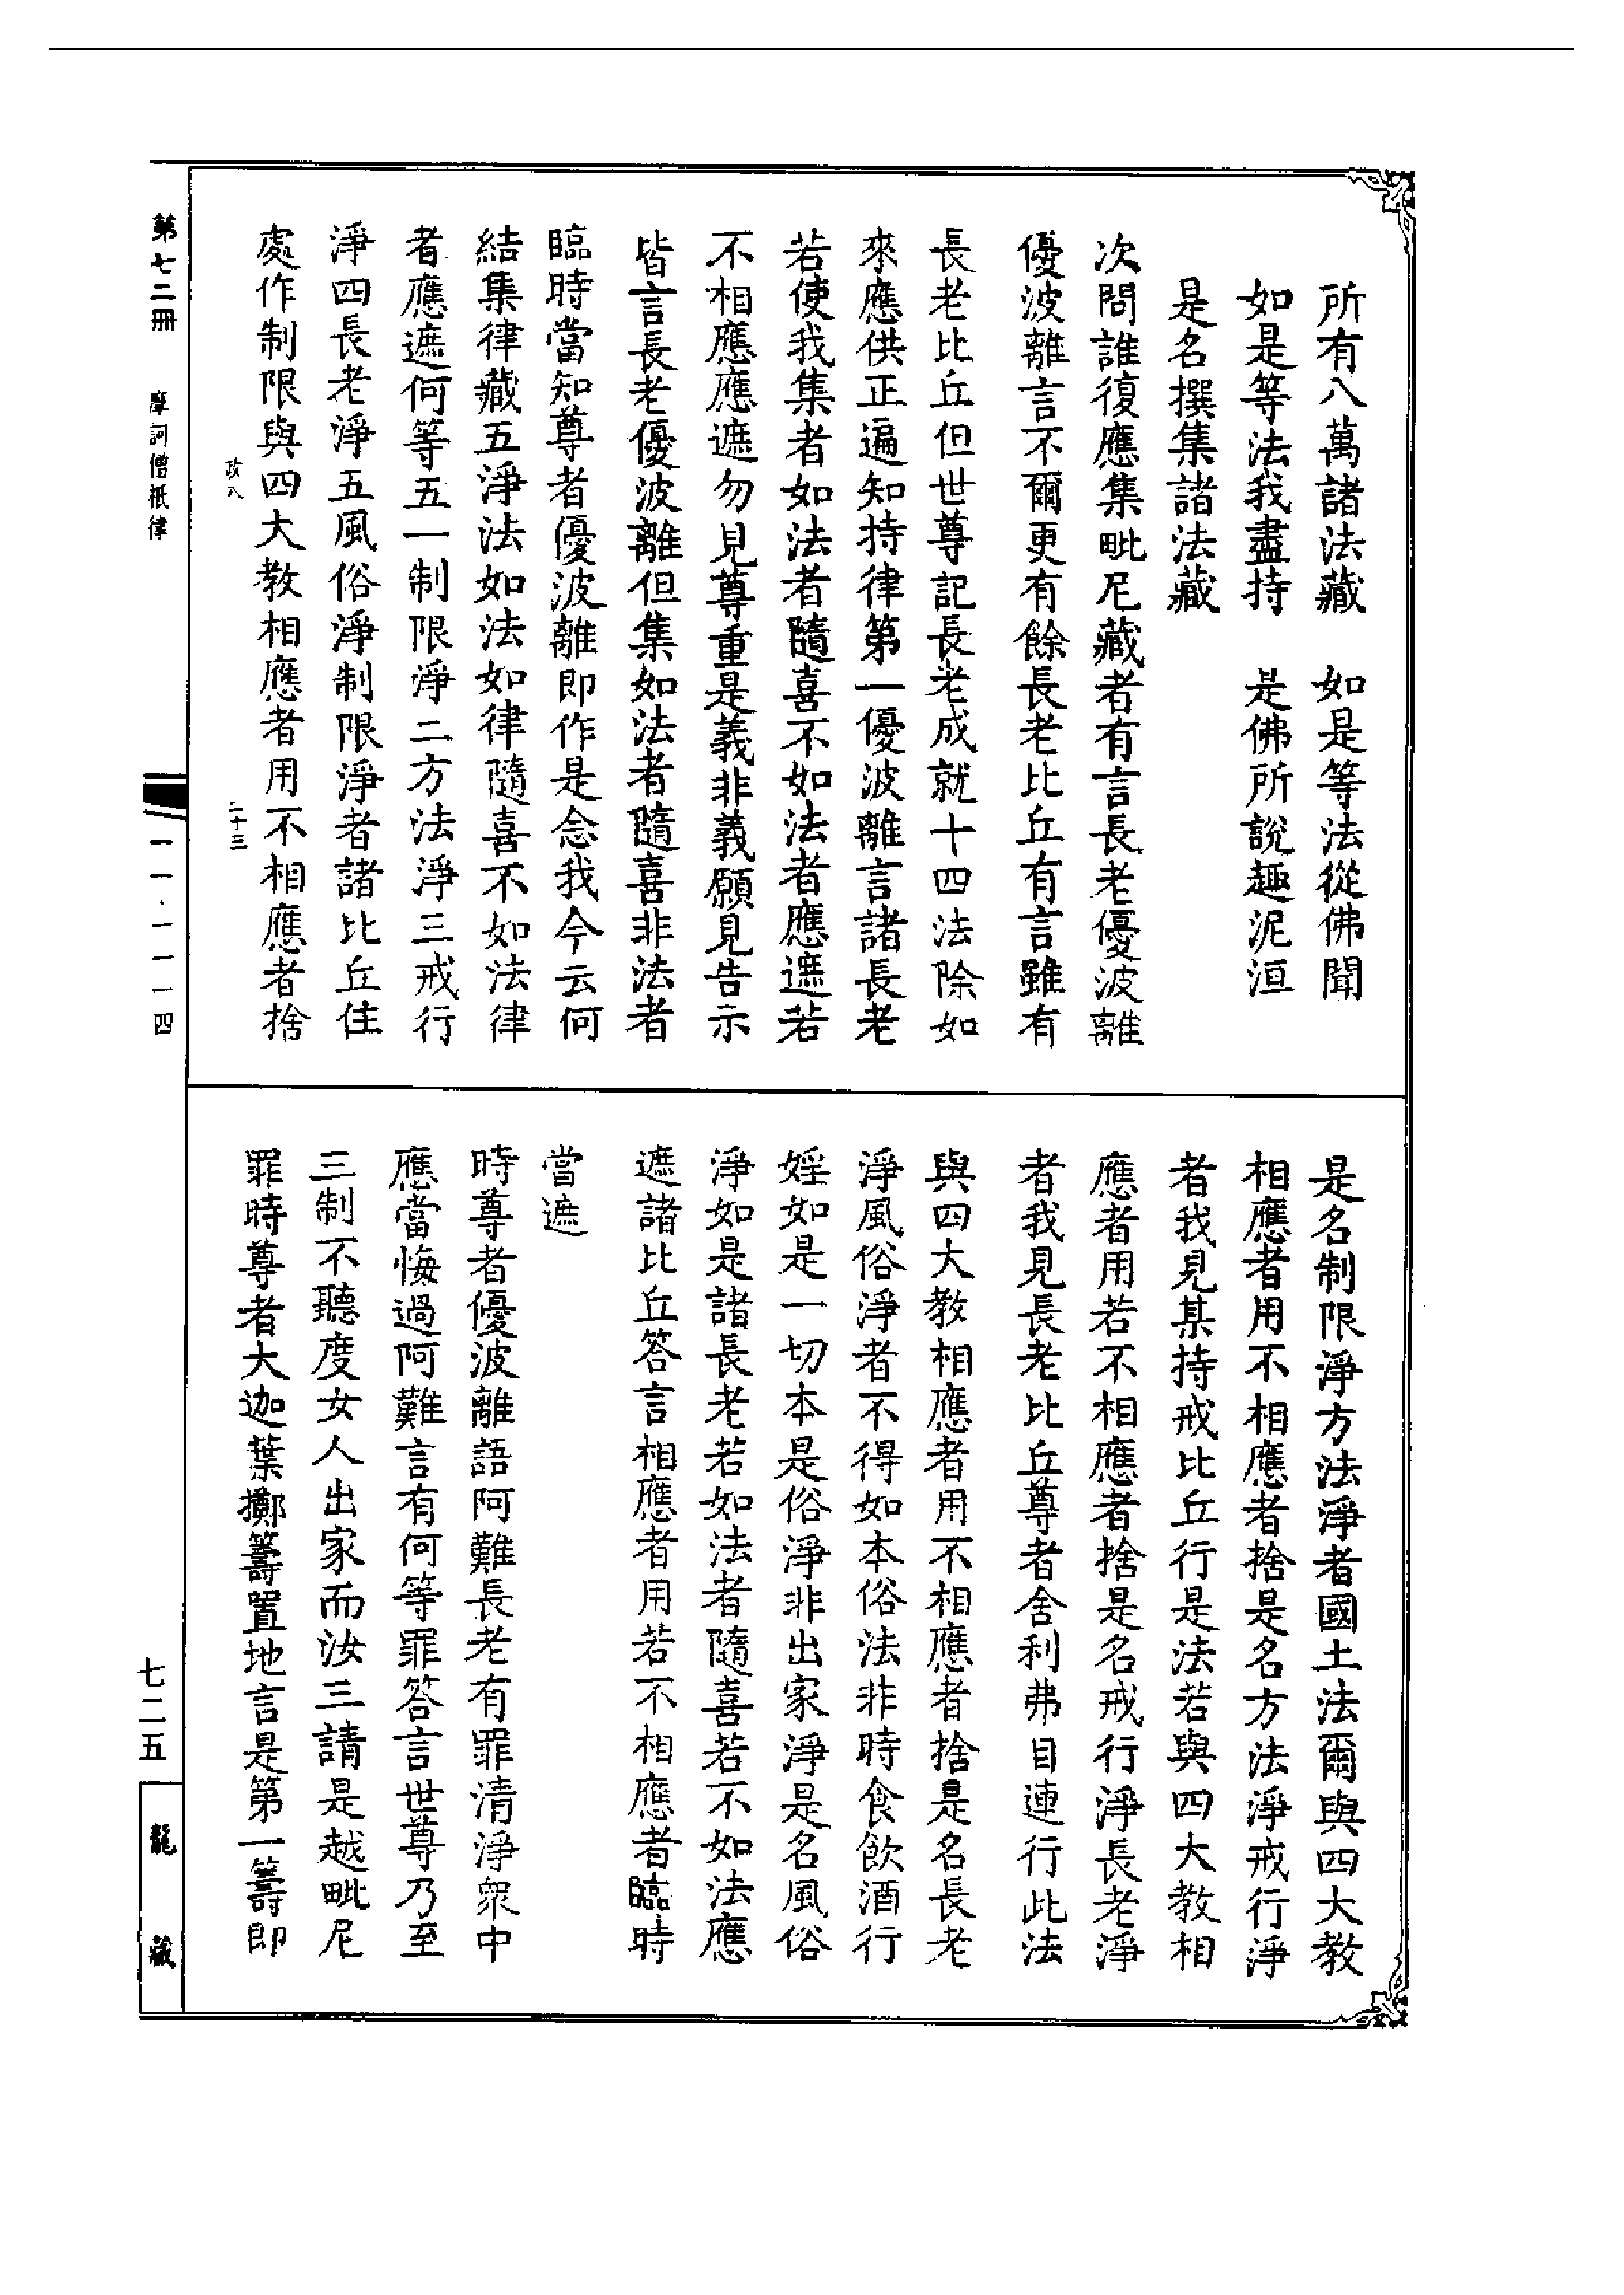 所有八萬諸法藏　如是等法從佛聞
如是等法我盡持　是佛所說趣泥洹
是名撰集諸法藏
次問誰復應集毗尼藏者有言長老優波離
優波離言不爾更有餘長老比丘有言雖有
長老比丘但世尊記長老成就十四法除如
來應供正遍知持律第一優波離言諸長老
若使我集者如法者隨喜不如法者應遮若
不相應應遮勿見尊重是義非義願見告示
皆言長老優波離但集如法者隨喜非法者
臨時當知尊者優波離即作是念我今云何
結集律藏五淨法如法如律隨喜不如法律
者應遮何等五一制限淨二方法淨三戒行
淨四長老淨五風俗淨制限淨者諸比丘住
處作制限與四大教相應者用不相應者捨
政八
二十三
是名制限淨方法淨者國土法爾與四大教
相應者用不相應者捨是名方法淨戒行淨
者我見某持戒比丘行是法若與四大教相
應者用若不相應者捨是名戒行淨長老淨
者我見長老比丘尊者舍利弗目連行此法
與四大教相應者用不相應者捨是名長老
淨風俗淨者不得如本俗法非時食飲酒行
婬如是一切本是俗淨非出家淨是名風俗
淨如是諸長老若如法者隨喜若不如法應
遮諸比丘答言相應者用若不相應者臨時
當遮
時尊者優波離語阿難長老有罪清淨眾中
應當悔過阿難言有何等罪答言世尊乃至
三制不聽度女人出家而汝三請是越毗尼
罪時尊者大迦葉擲籌置地言是第一籌即
第七二冊　摩訶僧祇律
一一·一一一四
七二五
龍藏